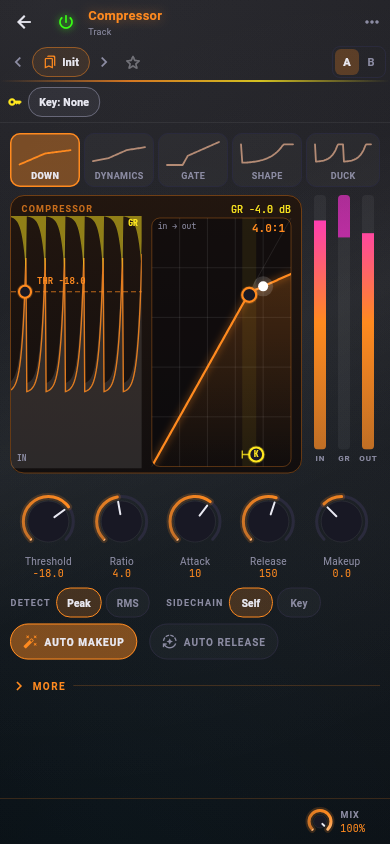 Compressor
Track
Init
A B
Key: None
DOWN DYNAMICS GATE SHAPE DUCK
COMPRESSOR GR -4.0 dB
GR
in → out 4.0:1
THR -18.0
K
IN
IN GR OUT
Threshold Ratio Attack Release Makeup
-18.0 4.0 10 150 0.0
DETECT Peak RMS SIDECHAIN Self Key
AUTO MAKEUP AUTO RELEASE
MORE
MIX
100%